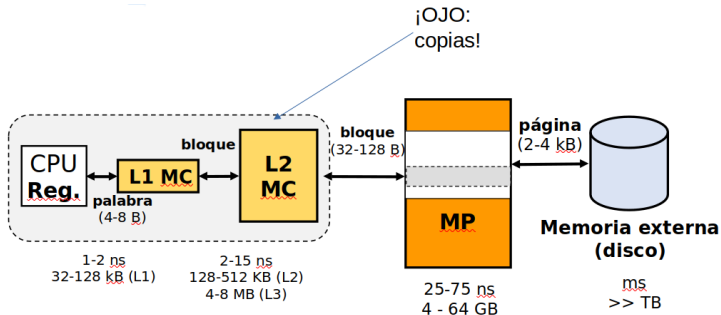 ¡OJO:
copias!
CPU
Reg.
palabra
(4-8 B)
L1 MC
bloque
L2
MC
bloque
(32-128 B)
MP
página
(2-4 kB)
Memoria externa
(disco)
1-2 ns
32-128 kB (L1)
2-15 ns
128-512 KB (L2)
4-8 MB (L3)
25-75 ns
4 - 64 GB
ms
>> TB